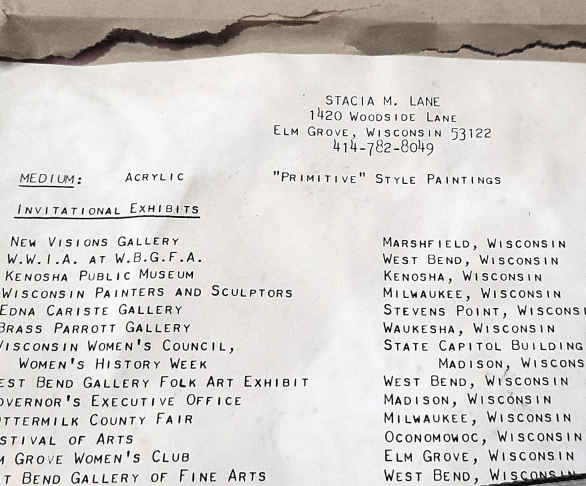 STACIA M. LANE
1420 WOODSIDE LANE
ELM GROVE, WISCONSIN 53122
414-782-8049
MEDIUM: ACRYLIC "PRIMITIVE" STYLE PAINTINGS
INVITATIONAL EXHIBITS
NEW VISIONS GALLERY MARSHFIELD, WISCONSIN
W.W.I.A. AT W.B.G.F.A. WEST BEND, WISCONSIN
KENOSHA PUBLIC MUSEUM KENOSHA, WISCONSIN
WISCONSIN PAINTERS AND SCULPTORS MILWAUKEE, WISCONSIN
EDNA CARISTE GALLERY STEVENS POINT, WISCONSI
BRASS PARROTT GALLERY WAUKESHA, WISCONSIN
WISCONSIN WOMEN'S COUNCIL, STATE CAPITOL BUILDING
WOMEN'S HISTORY WEEK MADISON, WISCONS
EST BEND GALLERY FOLK ART EXHIBIT WEST BEND, WISCONSIN
OVERNOR'S EXECUTIVE OFFICE MADISON, WISCONSIN
TTERMILK COUNTY FAIR MILWAUKEE, WISCONSIN
STIVAL OF ARTS OCONOMOWOC, WISCONSIN
M GROVE WOMEN'S CLUB ELM GROVE, WISCONSIN
T BEND GALLERY OF FINE ARTS WEST BEND, WISCONSIN